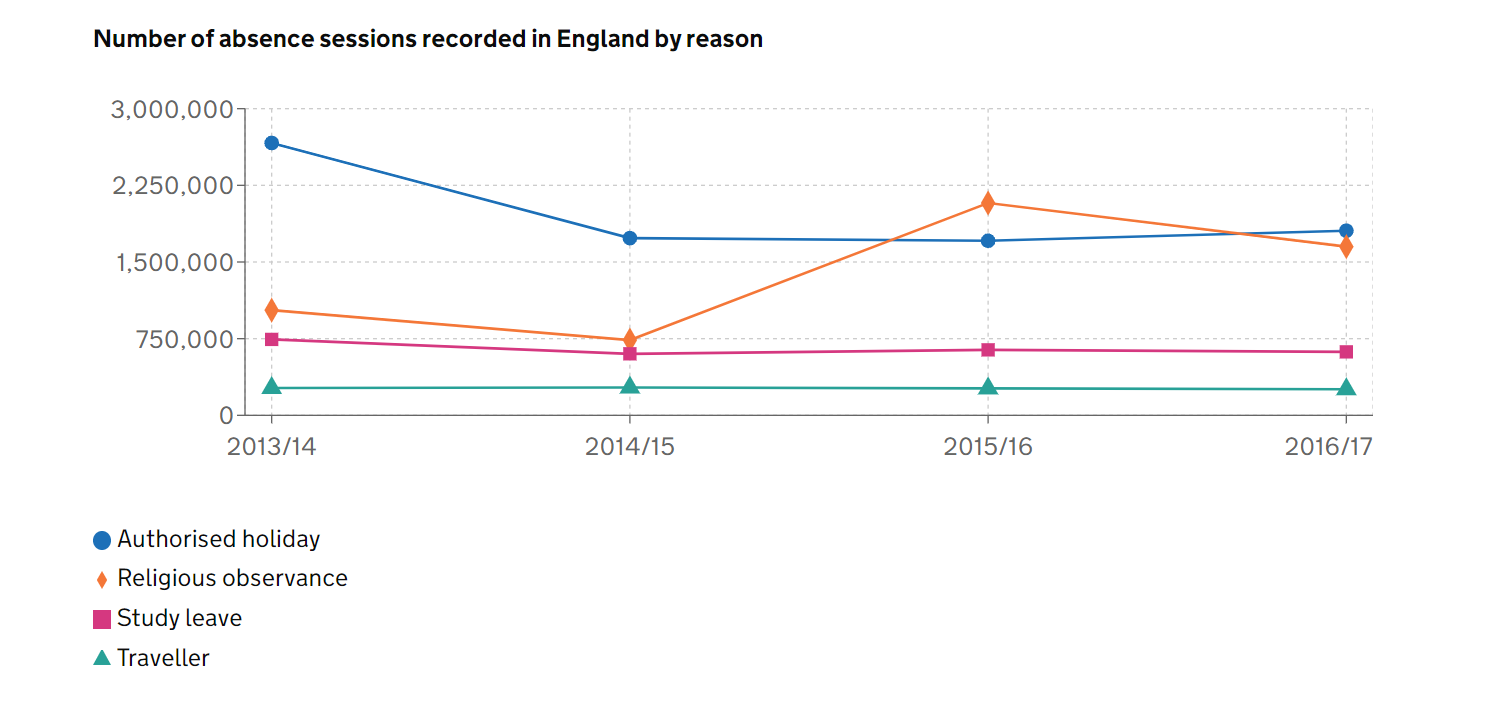 Number of absence sessions recorded in England by reason
3,000,000
2,250,000
1,500,000
750,000
0
2013/14 2014/15 2015/16 2016/17
Authorised holiday
Religious observance
Study leave
Traveller